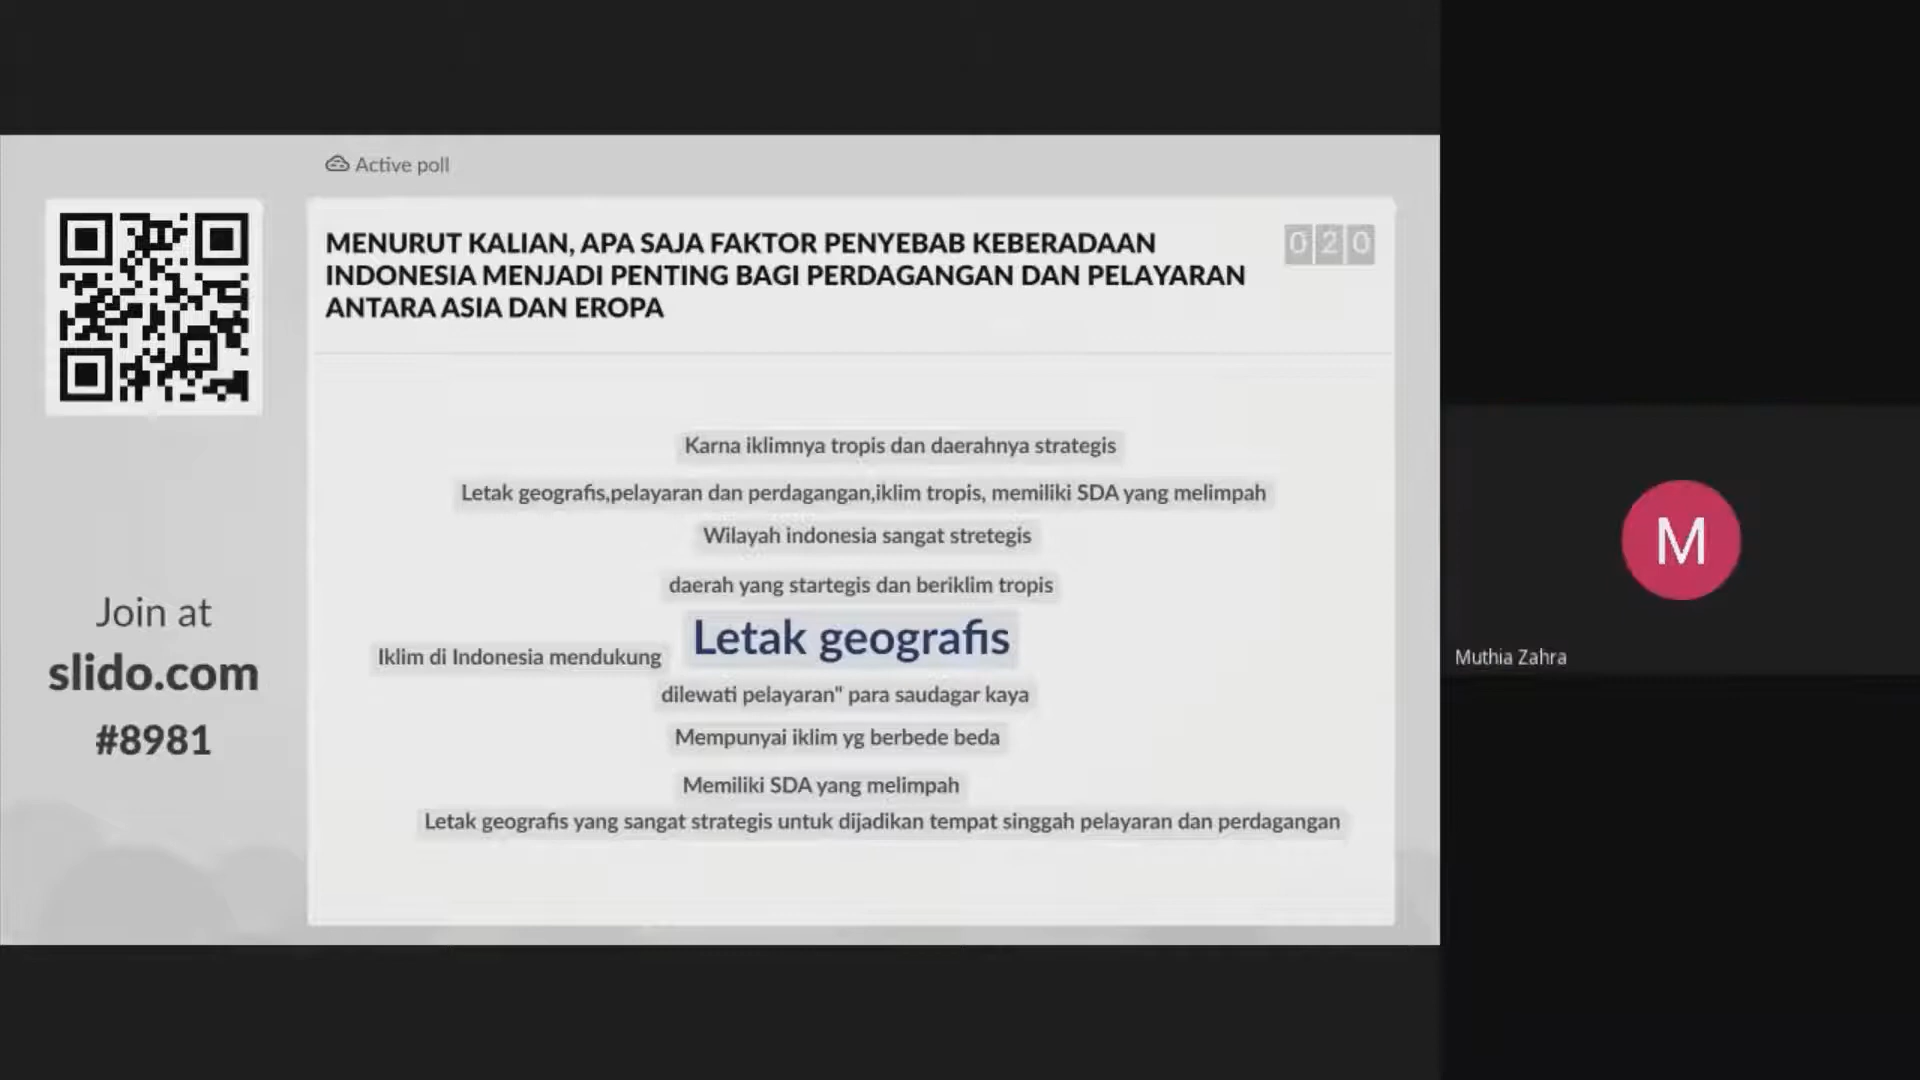 Active poll
MENURUT KALIAN, APA SAJA FAKTOR PENYEBAB KEBERADAAN
INDONESIA MENJADI PENTING BAGI PERDAGANGAN DAN PELAYARAN
ANTARA ASIA DAN EROPA
0 2 0
Karna iklimnya tropis dan daerahnya strategis
Letak geografis,pelayaran dan perdagangan,iklim tropis, memiliki SDA yang melimpah
Wilayah indonesia sangat stretegis
daerah yang startegis dan beriklim tropis
Letak geografis
Iklim di Indonesia mendukung
dilewati pelayaran" para saudagar kaya
Mempunyai iklim yg berbede beda
Memiliki SDA yang melimpah
Letak geografis yang sangat strategis untuk dijadikan tempat singgah pelayaran dan perdagangan
Join at
slido.com
#8981
M
Muthia Zahra